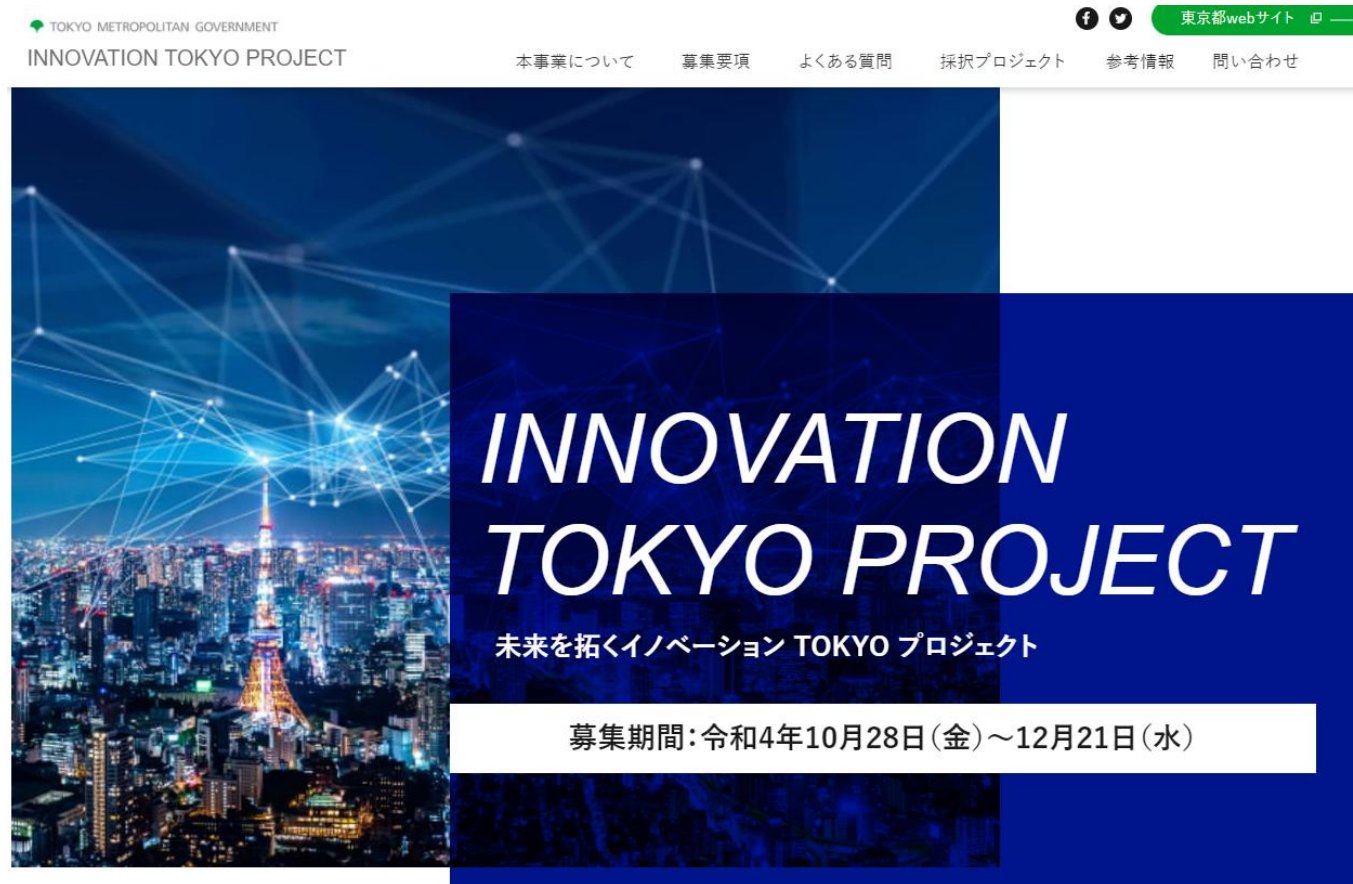 TOKYO METROPOLITAN GOVERNMENT
INNOVATION TOKYO PROJECT
東京都webサイト
本事業について 募集要項 よくある質問 採択プロジェクト 参考情報 問い合わせ
INNOVATION
TOKYO PROJECT
未来を拓くイノベーション TOKYO プロジェクト
募集期間：令和4年10月28日（金）～12月21日（水）